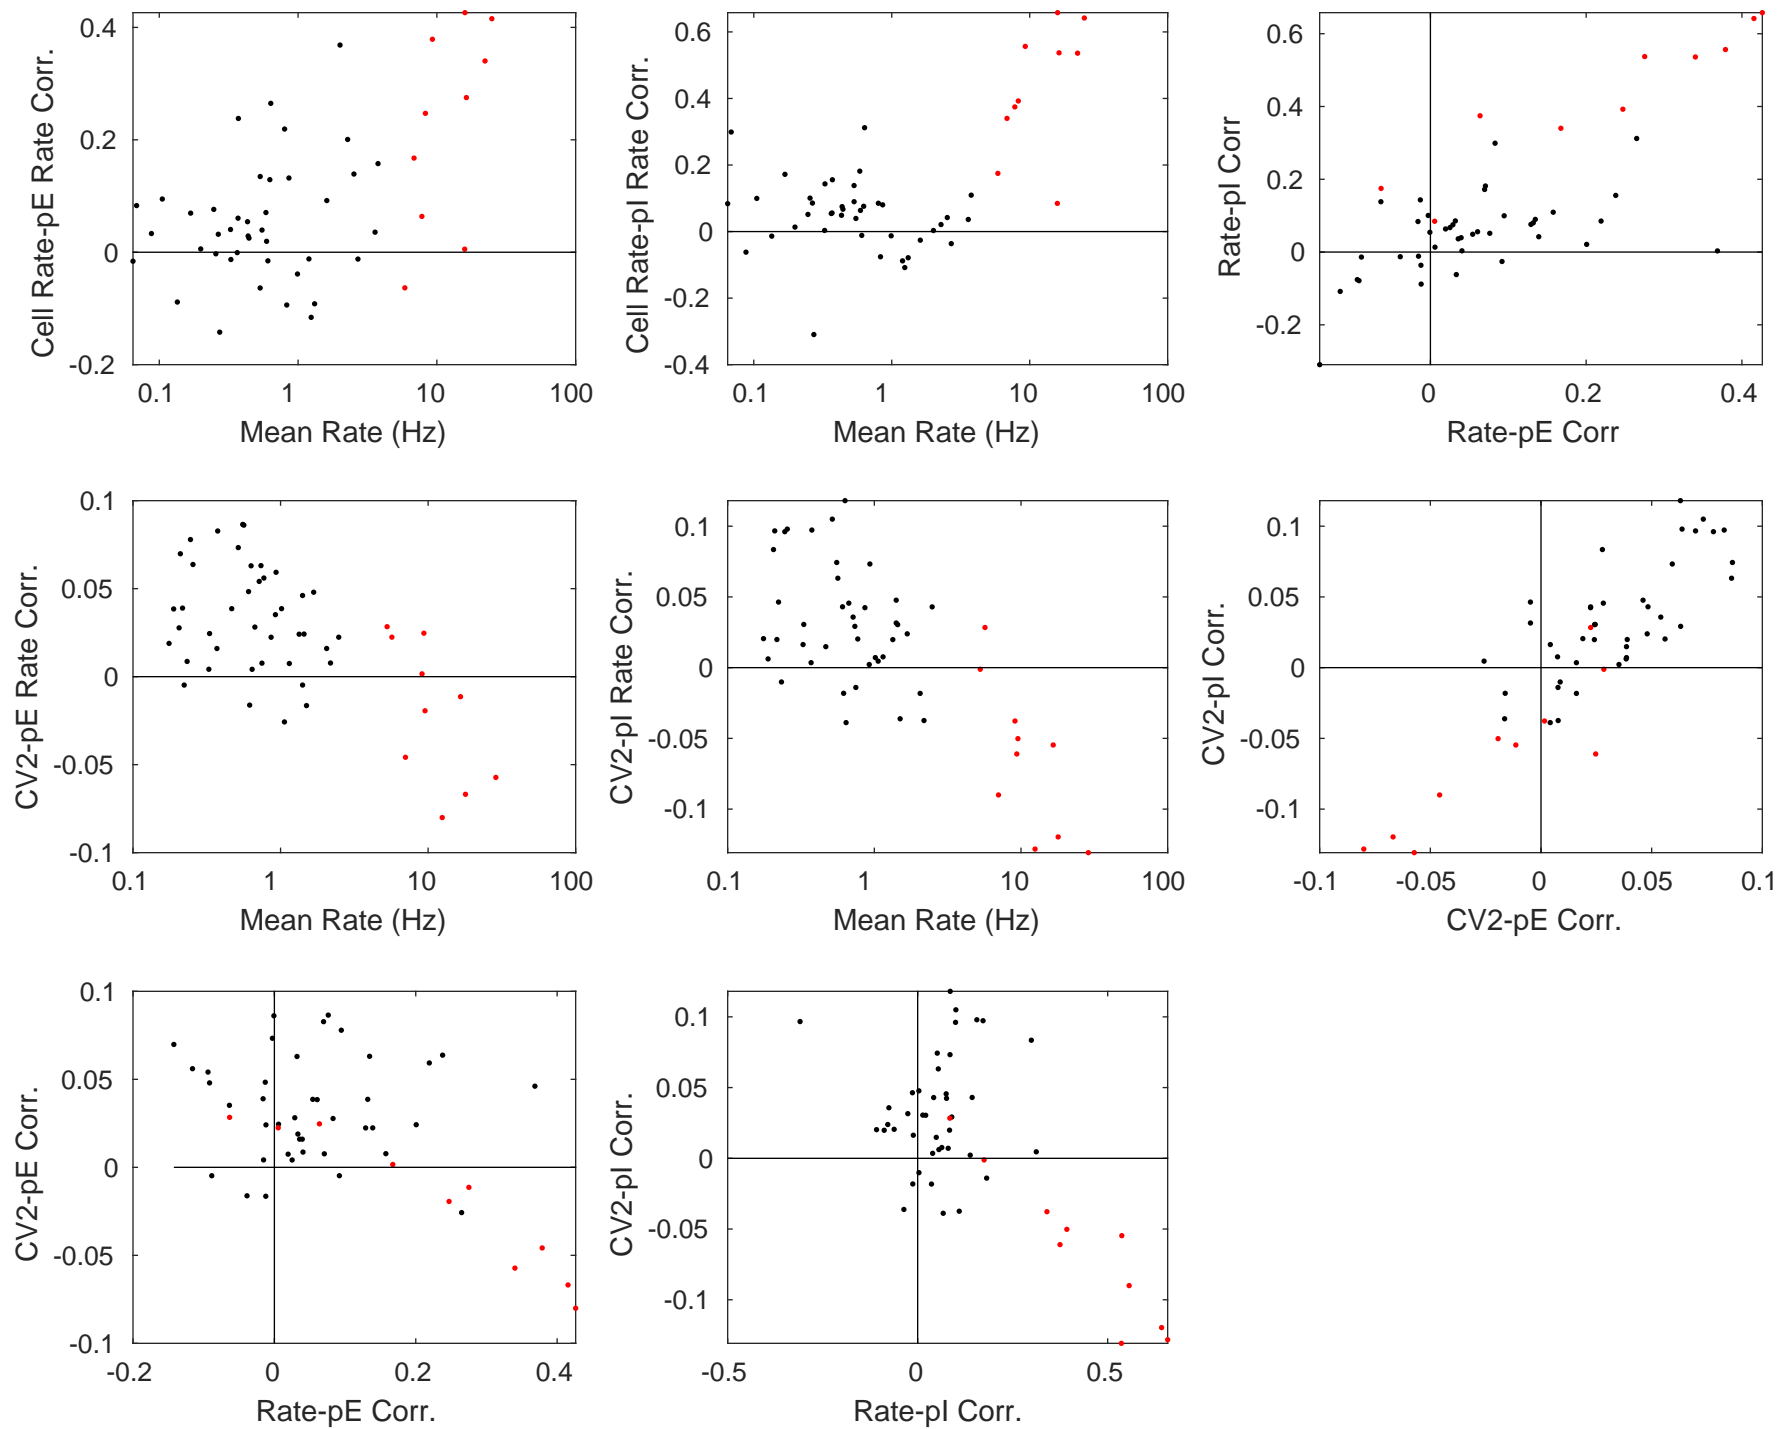 Cell Rate-pE Rate Corr.
0.4
0.2
0
-0.2
0.1 1 10 100
Mean Rate (Hz)
Cell Rate-pI Rate Corr.
0.6
0.4
0.2
0
-0.2
-0.4
0.1 1 10 100
Mean Rate (Hz)
Rate-pI Corr
0.6
0.4
0.2
0
-0.2
0 0.2 0.4
Rate-pE Corr
CV2-pE Rate Corr.
0.1
0.05
0
-0.05
-0.1
0.1 1 10 100
Mean Rate (Hz)
CV2-pI Rate Corr.
0.1
0.05
0
-0.05
-0.1
0.1 1 10 100
Mean Rate (Hz)
CV2-pI Corr.
0.1
0.05
0
-0.05
-0.1
-0.1 -0.05 0 0.05 0.1
CV2-pE Corr.
CV2-pE Corr.
0.1
0.05
0
-0.05
-0.1
-0.2 0 0.2 0.4
Rate-pE Corr.
CV2-pI Corr.
0.1
0.05
0
-0.05
-0.1
-0.5 0 0.5
Rate-pI Corr.